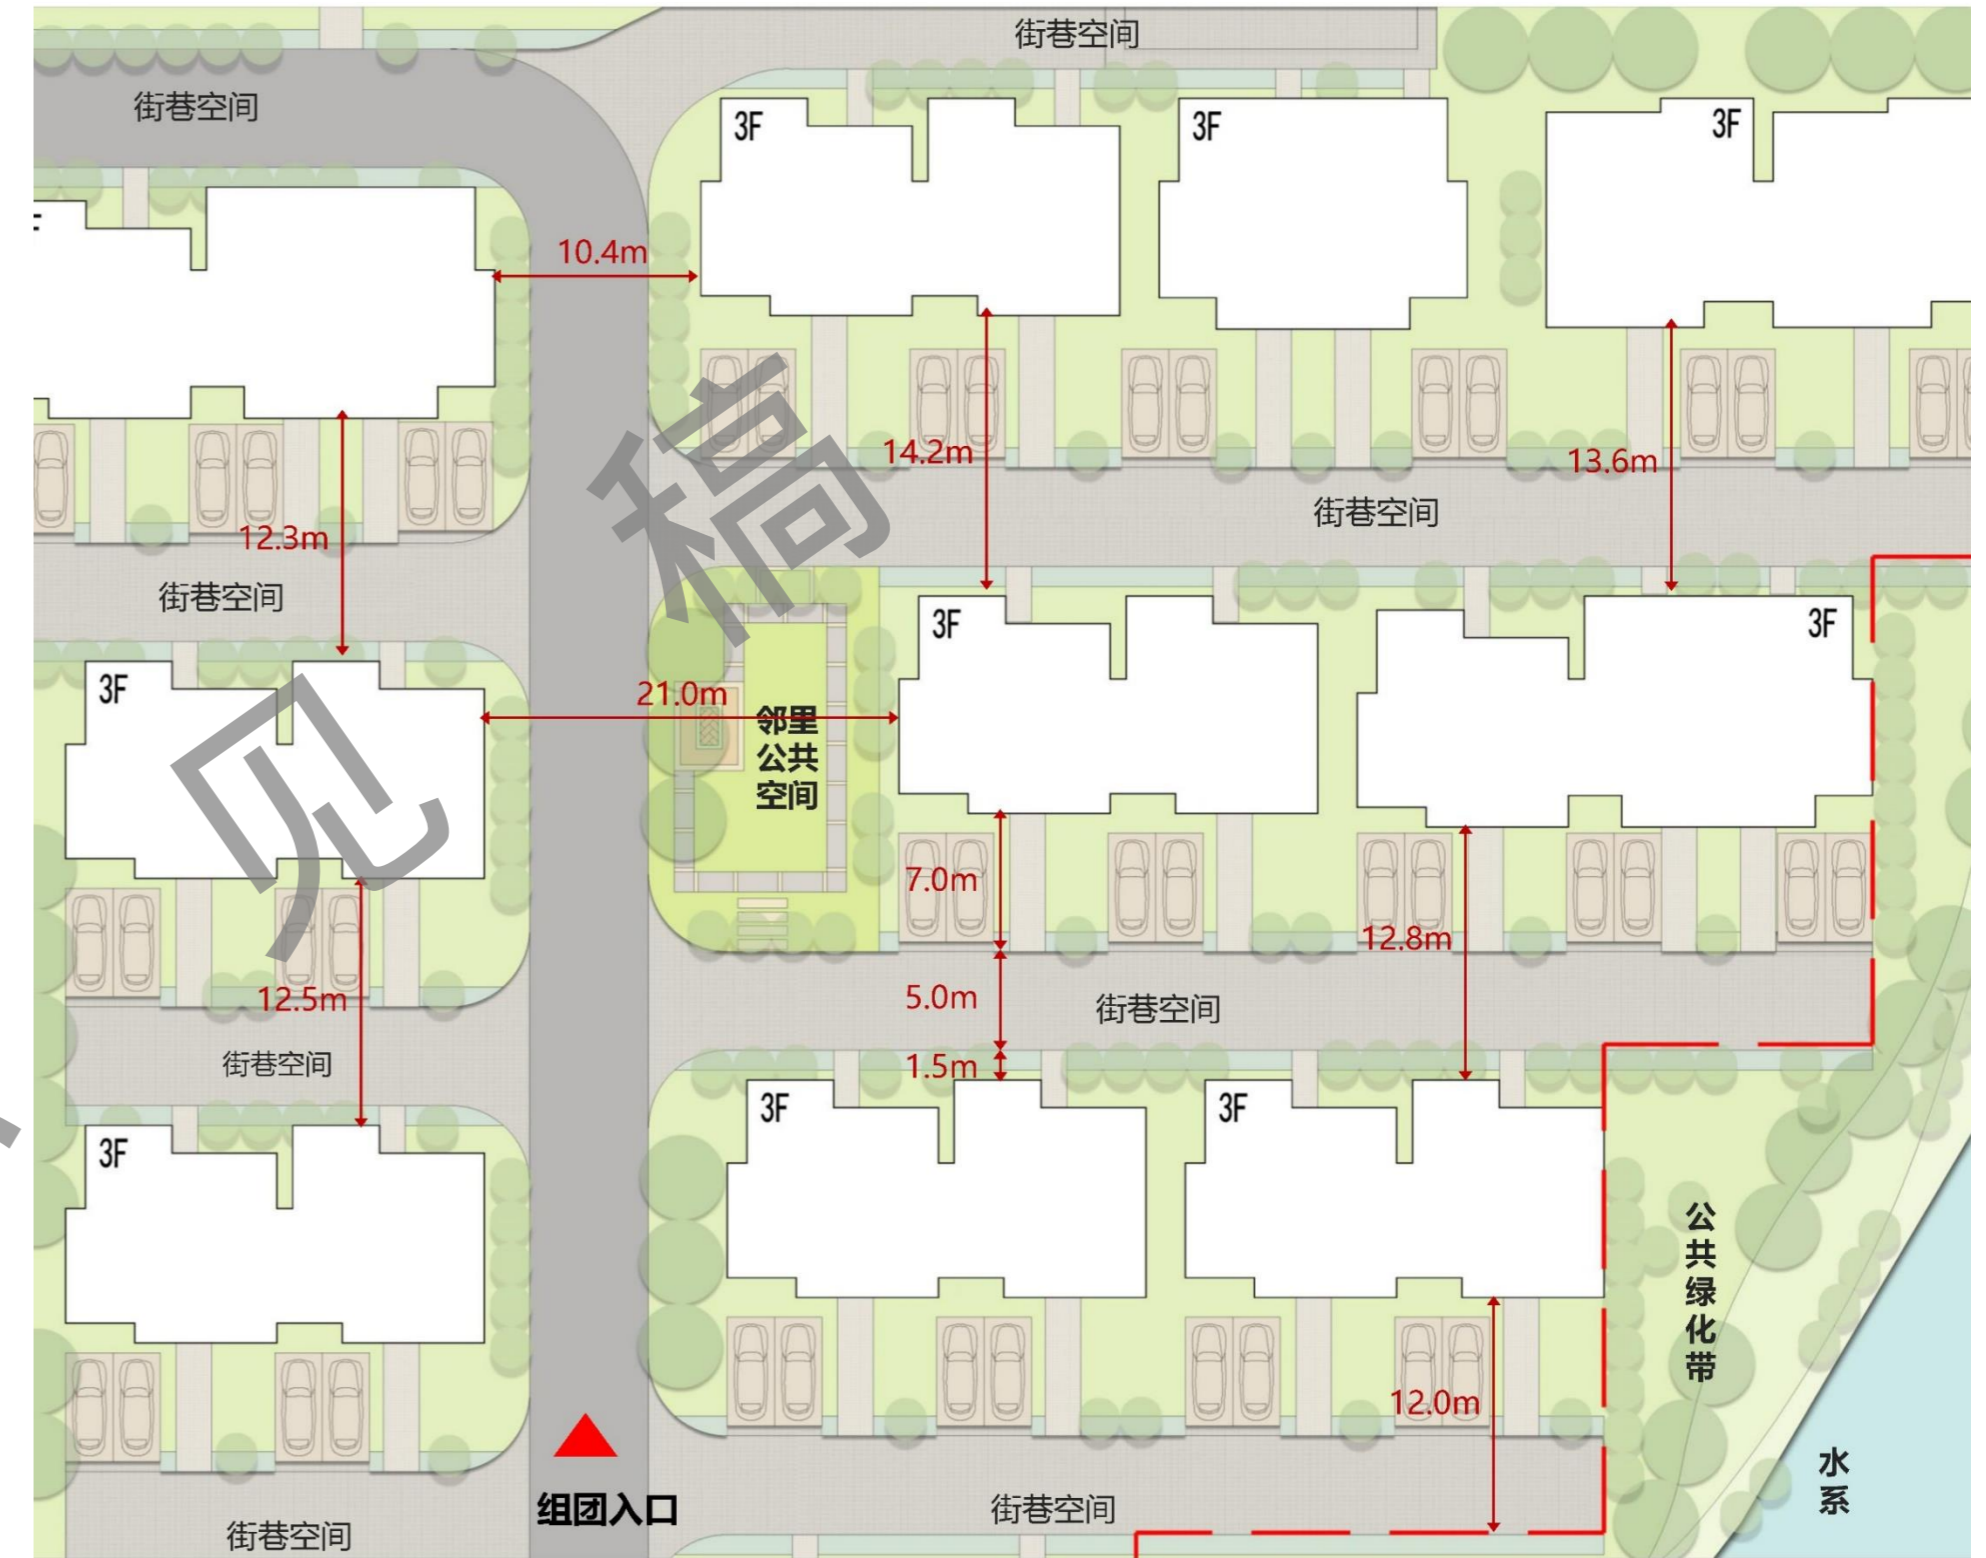 街巷空间
街巷空间
3F
3F
3F
10.4m
14.2m
13.6m
12.3m
街巷空间
街巷空间
稿
3F
3F
3F
21.0m
邻里
公共
空间
见
7.0m
12.8m
12.5m
5.0m
街巷空间
街巷空间
1.5m
3F
3F
3F
公共绿化带
12.0m
水系
组团入口
街巷空间
街巷空间